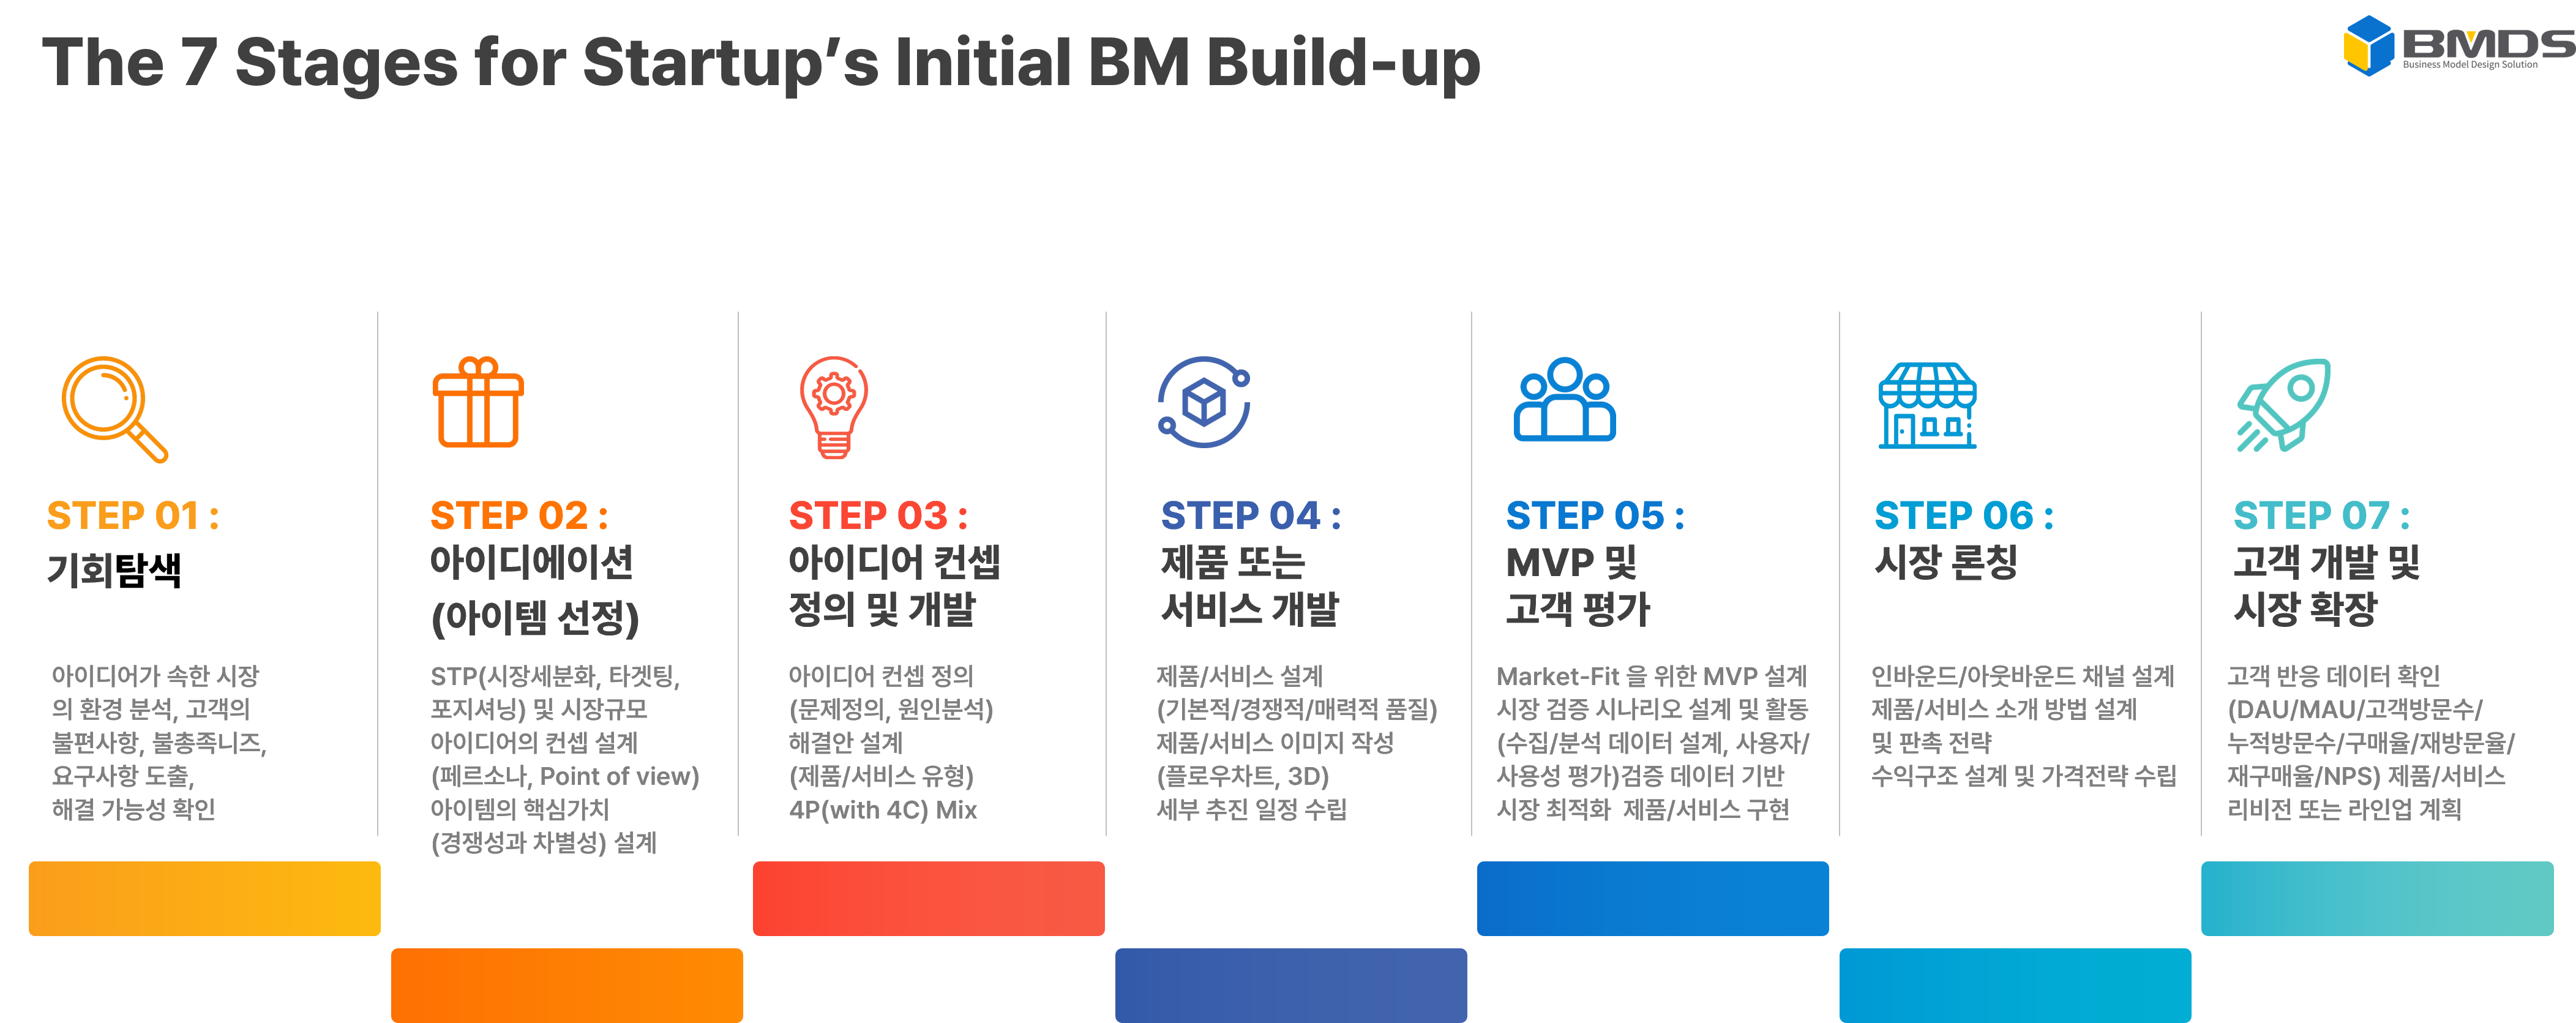 The 7 Stages for Startup’s Initial BM Build-up
BMDS
Business Model Design Solution
STEP 01 :
기회탐색
아이디어가 속한 시장
의 환경 분석, 고객의
불편사항, 불충족니즈,
요구사항 도출,
해결 가능성 확인
STEP 02 :
아이디에이션
(아이템 선정)
STP(시장세분화, 타겟팅,
포지셔닝) 및 시장규모
아이디어의 컨셉 설계
(페르소나, Point of view)
아이템의 핵심가치
(경쟁성과 차별성) 설계
STEP 03 :
아이디어 컨셉
정의 및 개발
아이디어 컨셉 정의
(문제정의, 원인분석)
해결안 설계
(제품/서비스 유형)
4P(with 4C) Mix
STEP 04 :
제품 또는
서비스 개발
제품/서비스 설계
(기본적/경쟁적/매력적 품질)
제품/서비스 이미지 작성
(플로우차트, 3D)
세부 추진 일정 수립
STEP 05 :
MVP 및
고객 평가
Market-Fit 을 위한 MVP 설계
시장 검증 시나리오 설계 및 활동
(수집/분석 데이터 설계, 사용자/
사용성 평가)검증 데이터 기반
시장 최적화 제품/서비스 구현
STEP 06 :
시장 론칭
인바운드/아웃바운드 채널 설계
제품/서비스 소개 방법 설계
및 판촉 전략
수익구조 설계 및 가격전략 수립
STEP 07 :
고객 개발 및
시장 확장
고객 반응 데이터 확인
(DAU/MAU/고객방문수/
누적방문수/구매율/재방문율/
재구매율/NPS) 제품/서비스
리비전 또는 라인업 계획